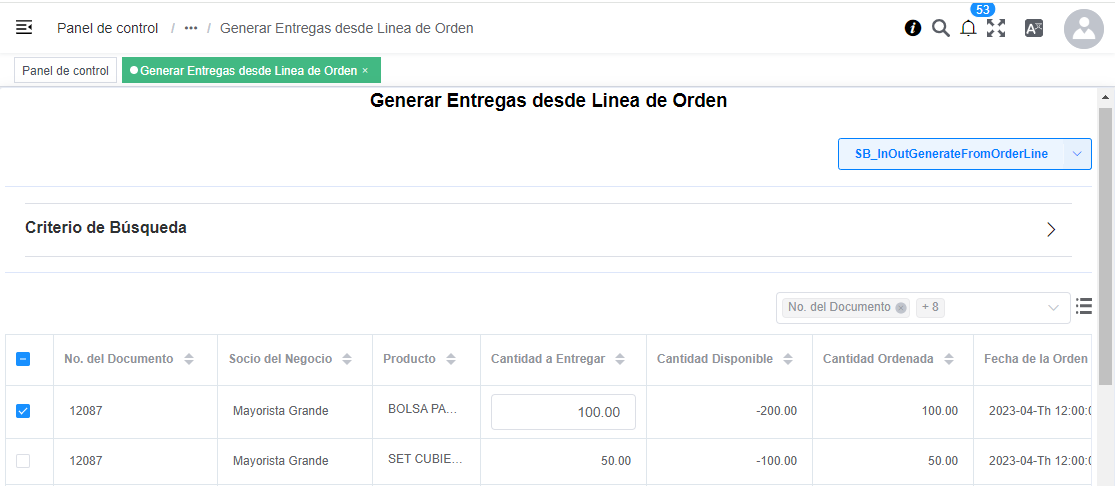 53
Panel de control / ••• / Generar Entregas desde Linea de Orden
Panel de control Generar Entregas desde Linea de Orden ×
Generar Entregas desde Linea de Orden
SB_InOutGenerateFromOrderLine
Criterio de Búsqueda
No. del Documento + 8
No. del Documento Socio del Negocio Producto Cantidad a Entregar Cantidad Disponible Cantidad Ordenada Fecha de la Orden
12087 Mayorista Grande BOLSA PA... 100.00 -200.00 100.00 2023-04-Th 12:00:0
12087 Mayorista Grande SET CUBIE... 50.00 -100.00 50.00 2023-04-Th 12:00:0